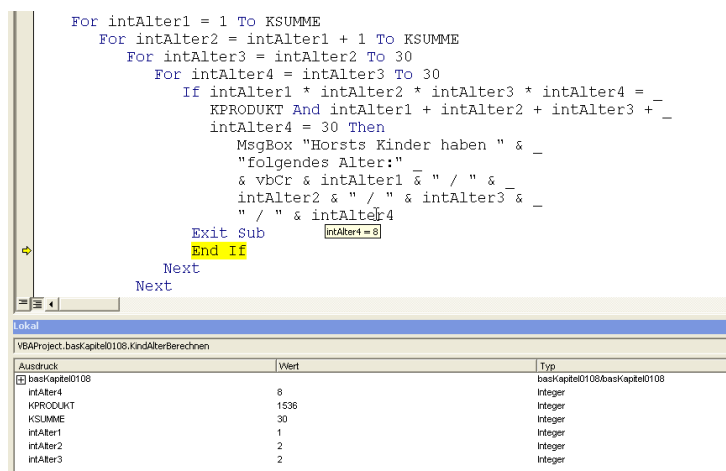 For intAlter1 = 1 To KSUMME
For intAlter2 = intAlter1 + 1 To KSUMME
For intAlter3 = intAlter2 To 30
For intAlter4 = intAlter3 To 30
If intAlter1 * intAlter2 * intAlter3 * intAlter4 = _
KPRODUKT And intAlter1 + intAlter2 + intAlter3 + _
intAlter4 = 30 Then
MsgBox "Horsts Kinder haben " & _
"folgendes Alter:" _
& vbCr & intAlter1 & " / " & _
intAlter2 & " / " & intAlter3 & _
" / " & intAlter4
Exit Sub
intAlter4 = 8
End If
Next
Next
Lokal
VBAProject.basKapitel0108.KindAlterBerechnen
Ausdruck Wert Typ
basKapitel0108 basKapitel0108/basKapitel0108
intAlter4 8 Integer
KPRODUKT 1536 Integer
KSUMME 30 Integer
intAlter1 1 Integer
intAlter2 2 Integer
intAlter3 2 Integer